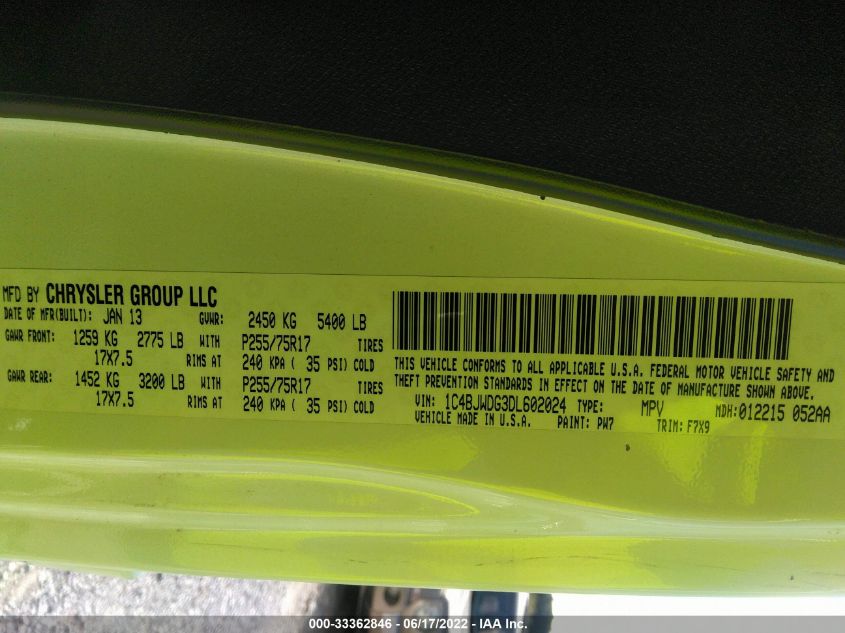 MFD BY CHRYSLER GROUP LLC
DATE OF MFR(BUILT): JAN 13 GVWR: 2450 KG 5400 LB
GAWR FRONT: 1259 KG 2775 LB WITH P255/75R17 TIRES
17X7.5 RIMS AT 240 KPA ( 35 PSI) COLD
GAWR REAR: 1452 KG 3200 LB WITH P255/75R17 TIRES
17X7.5 RIMS AT 240 KPA ( 35 PSI) COLD
THIS VEHICLE CONFORMS TO ALL APPLICABLE U.S.A. FEDERAL MOTOR VEHICLE SAFETY AND
THEFT PREVENTION STANDARDS IN EFFECT ON THE DATE OF MANUFACTURE SHOWN ABOVE.
VIN: 1C4BJWDG3DL602024 TYPE: MPV MDH:012215 052AA
VEHICLE MADE IN U.S.A. PAINT: PW7 TRIM: F7X9
000-33362846 - 06/17/2022 - IAA Inc.